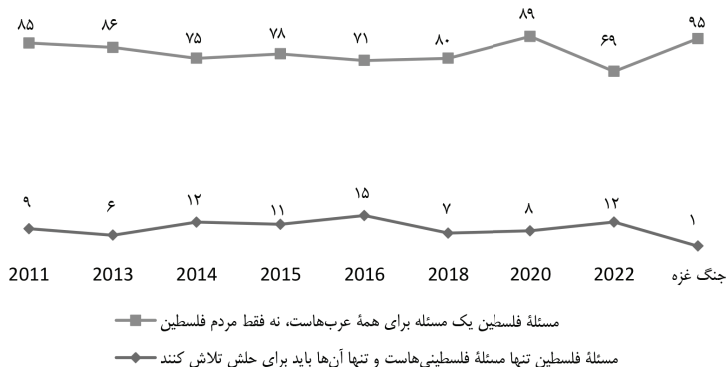 ۸۵ ۸۶ ۷۵ ۷۸ ۷۱ ۸۰ ۸۹ ۶۹ ۹۵
۹ ۶ ۱۲ ۱۱ ۱۵ ۷ ۸ ۱۲ ۱
2011 2013 2014 2015 2016 2018 2020 2022 جنگ غزه
مسئلهٔ فلسطین یک مسئله برای همهٔ عرب‌هاست، نه فقط مردم فلسطین
مسئلهٔ فلسطین تنها مسئلهٔ فلسطینی‌هاست و تنها آن‌ها باید برای حلش تلاش کنند